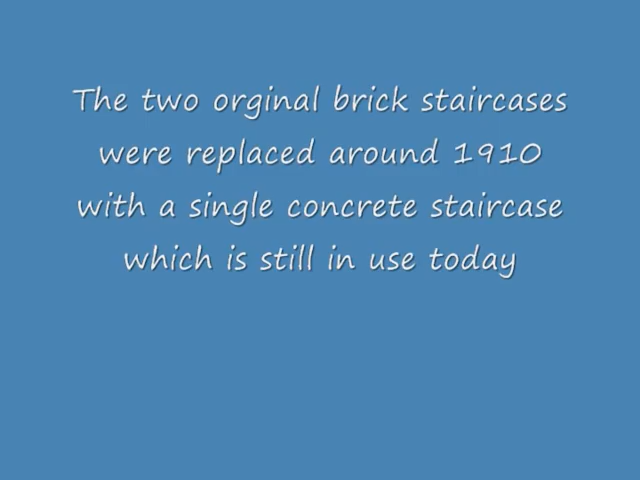 The two orginal brick staircases
were replaced around 1910
with a single concrete staircase
which is still in use today